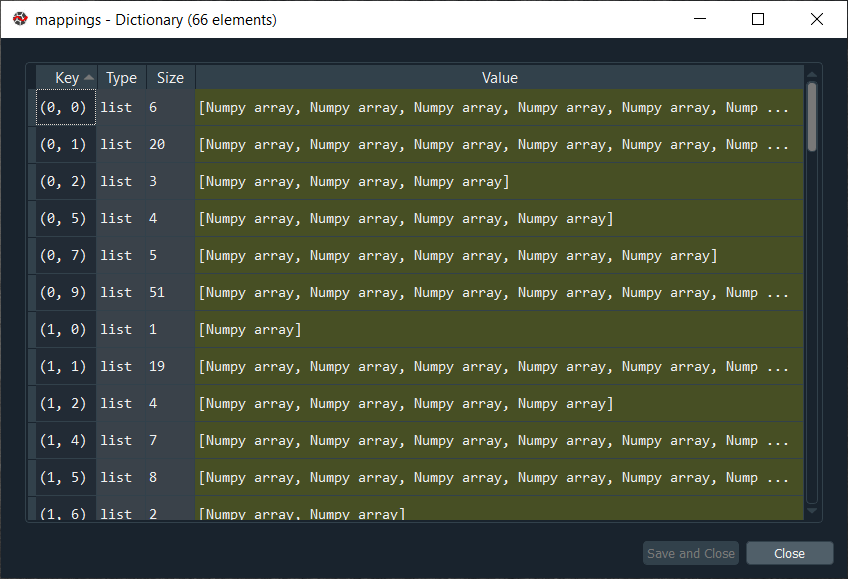 mappings - Dictionary (66 elements)
Key Type Size Value
(0, 0) list 6 [Numpy array, Numpy array, Numpy array, Numpy array, Numpy array, Nump ...
(0, 1) list 20 [Numpy array, Numpy array, Numpy array, Numpy array, Numpy array, Nump ...
(0, 2) list 3 [Numpy array, Numpy array, Numpy array]
(0, 5) list 4 [Numpy array, Numpy array, Numpy array, Numpy array]
(0, 7) list 5 [Numpy array, Numpy array, Numpy array, Numpy array, Numpy array]
(0, 9) list 51 [Numpy array, Numpy array, Numpy array, Numpy array, Numpy array, Nump ...
(1, 0) list 1 [Numpy array]
(1, 1) list 19 [Numpy array, Numpy array, Numpy array, Numpy array, Numpy array, Nump ...
(1, 2) list 4 [Numpy array, Numpy array, Numpy array, Numpy array]
(1, 4) list 7 [Numpy array, Numpy array, Numpy array, Numpy array, Numpy array, Nump ...
(1, 5) list 8 [Numpy array, Numpy array, Numpy array, Numpy array, Numpy array, Nump ...
(1, 6) list 2 [Numpy array, Numpy array]
Save and Close Close